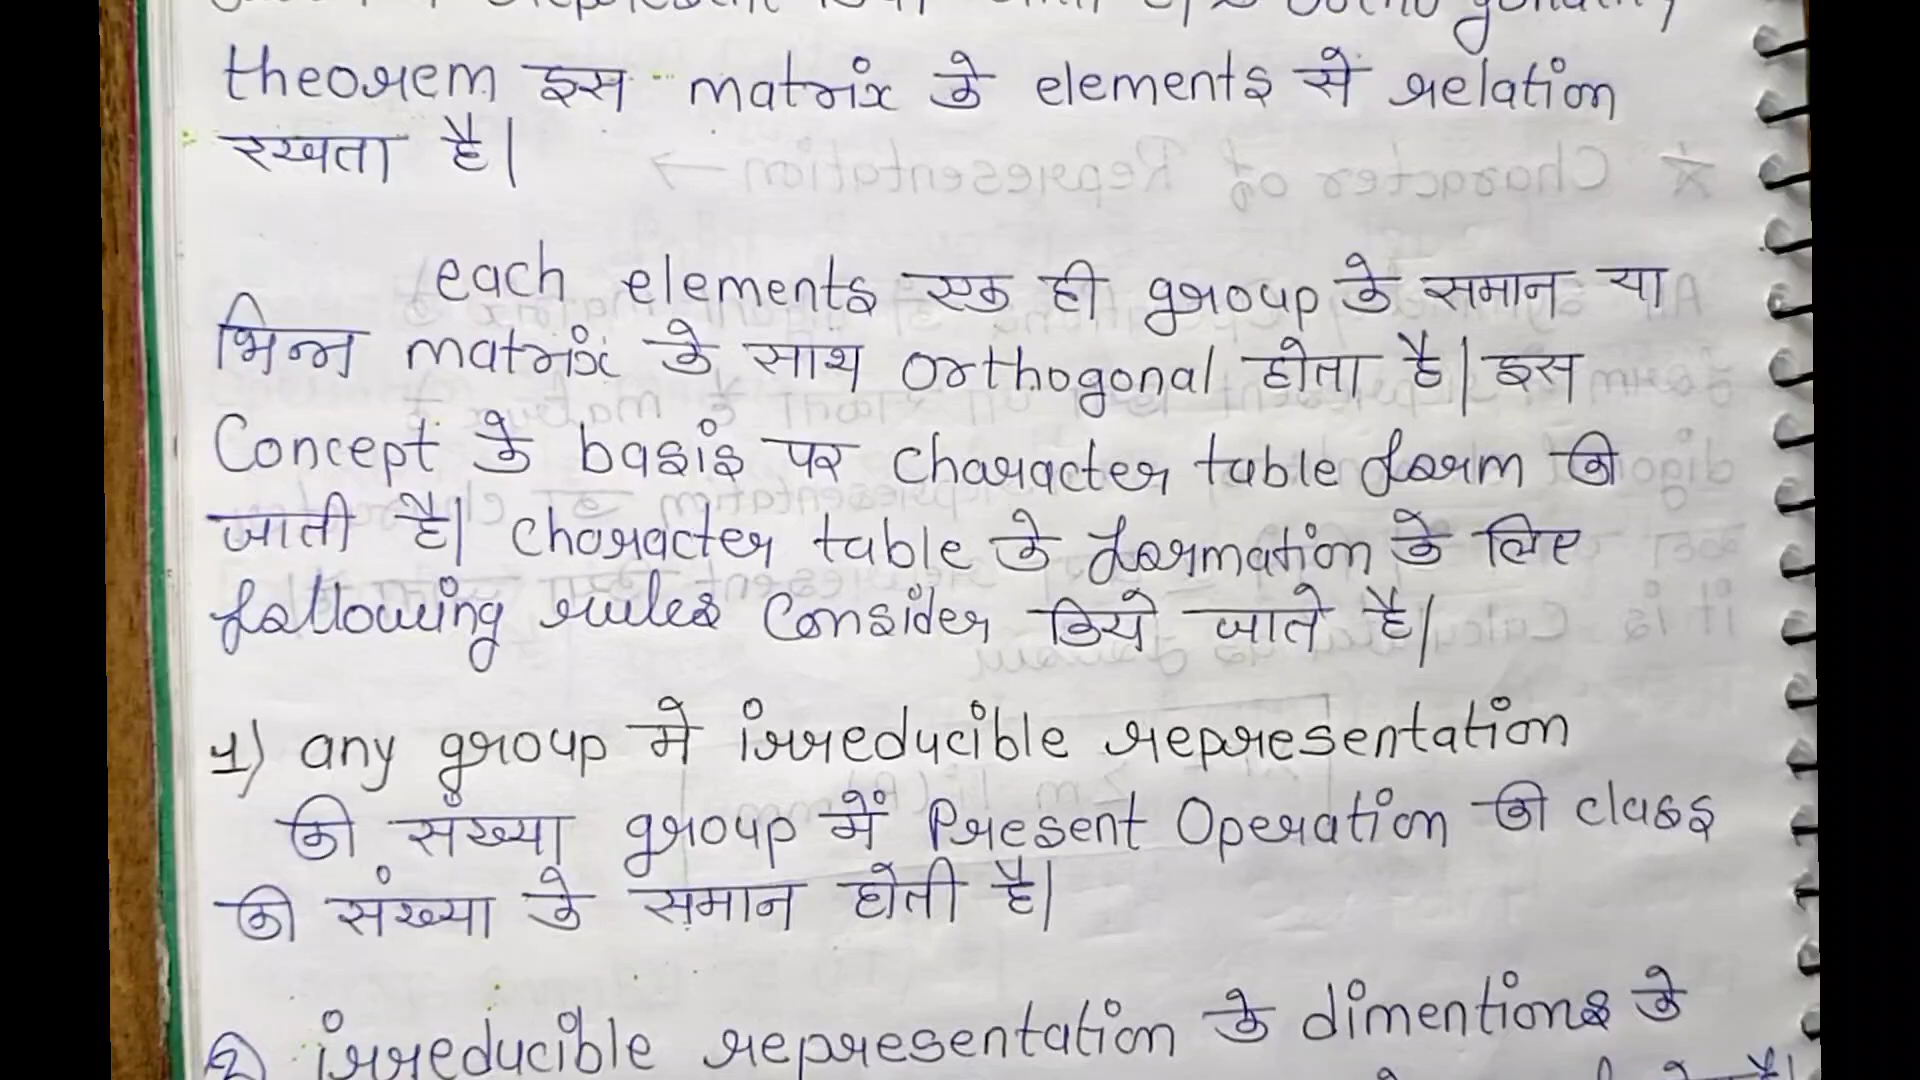 theorem इस matrix के elements से relation
रखता है।
each elements एक ही group के समान या
भिन्न matrix के साथ orthogonal होता है। इस
Concept के basis पर character table form की
जाती है। Character table के formation के लिए
following rules Consider किये जाते है।
1) any group मे irreducible representation
की संख्या group में Present Operation की class
की संख्या के समान होती है।
2) irreducible representation के dimentions के